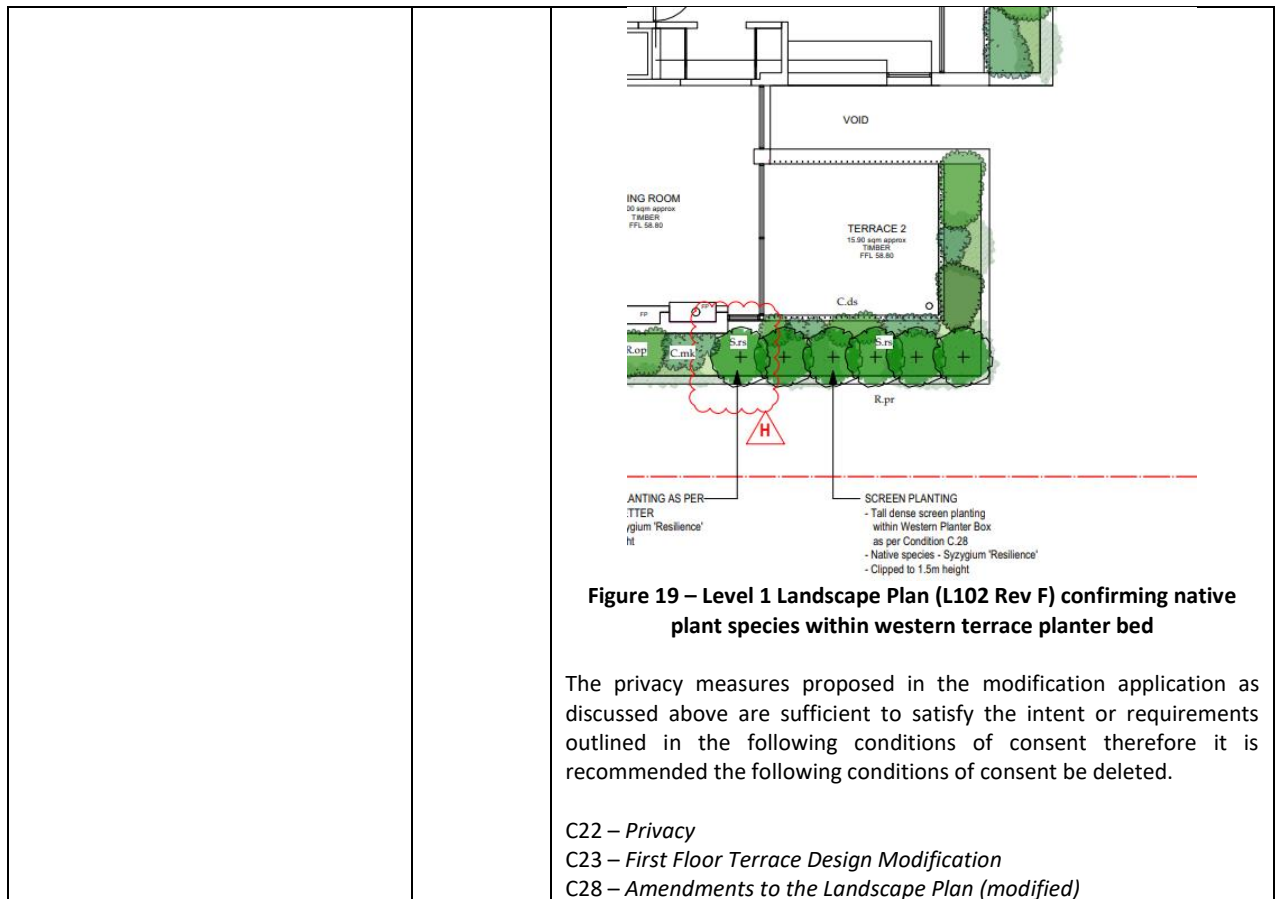 VOID
ING ROOM
00 sqm approx
TIMBER
FFL 58.80
TERRACE 2
15.90 sqm approx
TIMBER
FFL 58.80
C.ds
FP
FP
R.op
C.mk
S.rs
S.rs
R.pr
H
ANTING AS PER
TTER
ygium 'Resilience'
ht
SCREEN PLANTING
- Tall dense screen planting
within Western Planter Box
as per Condition C.28
- Native species - Syzygium 'Resilience'
- Clipped to 1.5m height
Figure 19 – Level 1 Landscape Plan (L102 Rev F) confirming native
plant species within western terrace planter bed
The privacy measures proposed in the modification application as
discussed above are sufficient to satisfy the intent or requirements
outlined in the following conditions of consent therefore it is
recommended the following conditions of consent be deleted.
C22 – Privacy
C23 – First Floor Terrace Design Modification
C28 – Amendments to the Landscape Plan (modified)